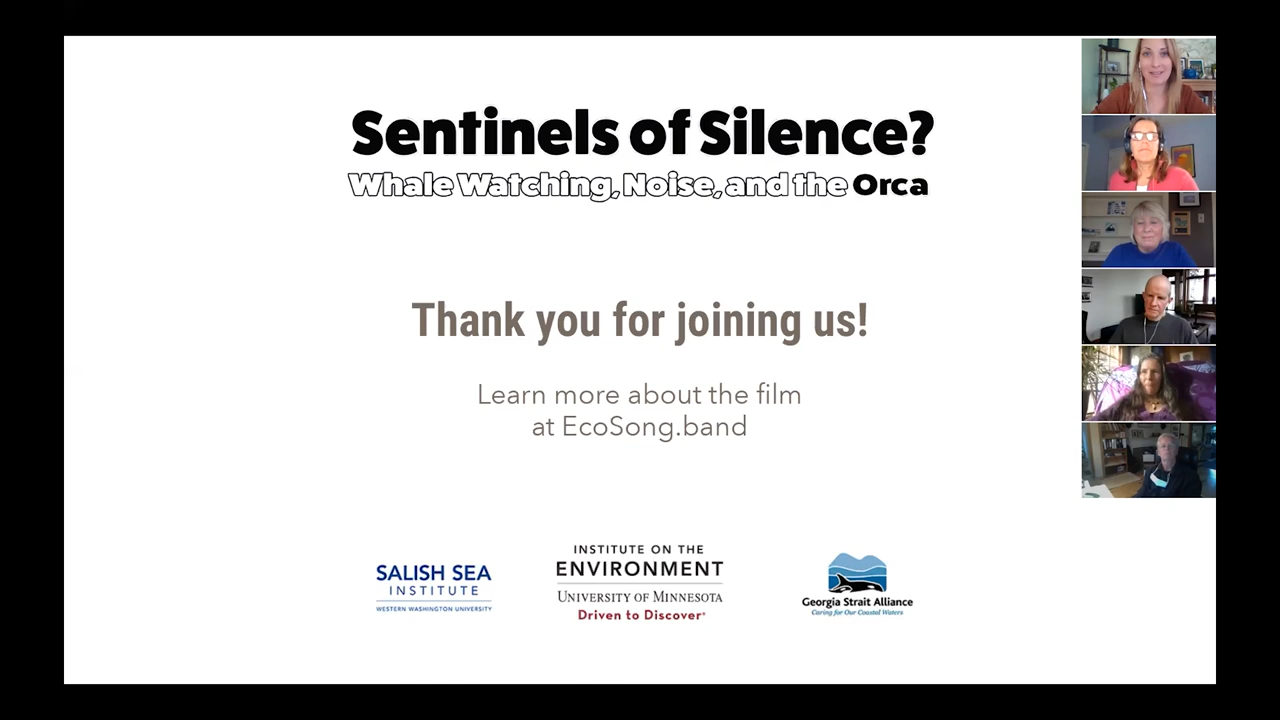 Sentinels of Silence?
Whale Watching, Noise, and the Orca
Thank you for joining us!
Learn more about the film
at EcoSong.band
SALISH SEA
INSTITUTE
WESTERN WASHINGTON UNIVERSITY
INSTITUTE ON THE
ENVIRONMENT
UNIVERSITY OF MINNESOTA
Driven to Discover®
Georgia Strait Alliance
Caring for Our Coastal Waters